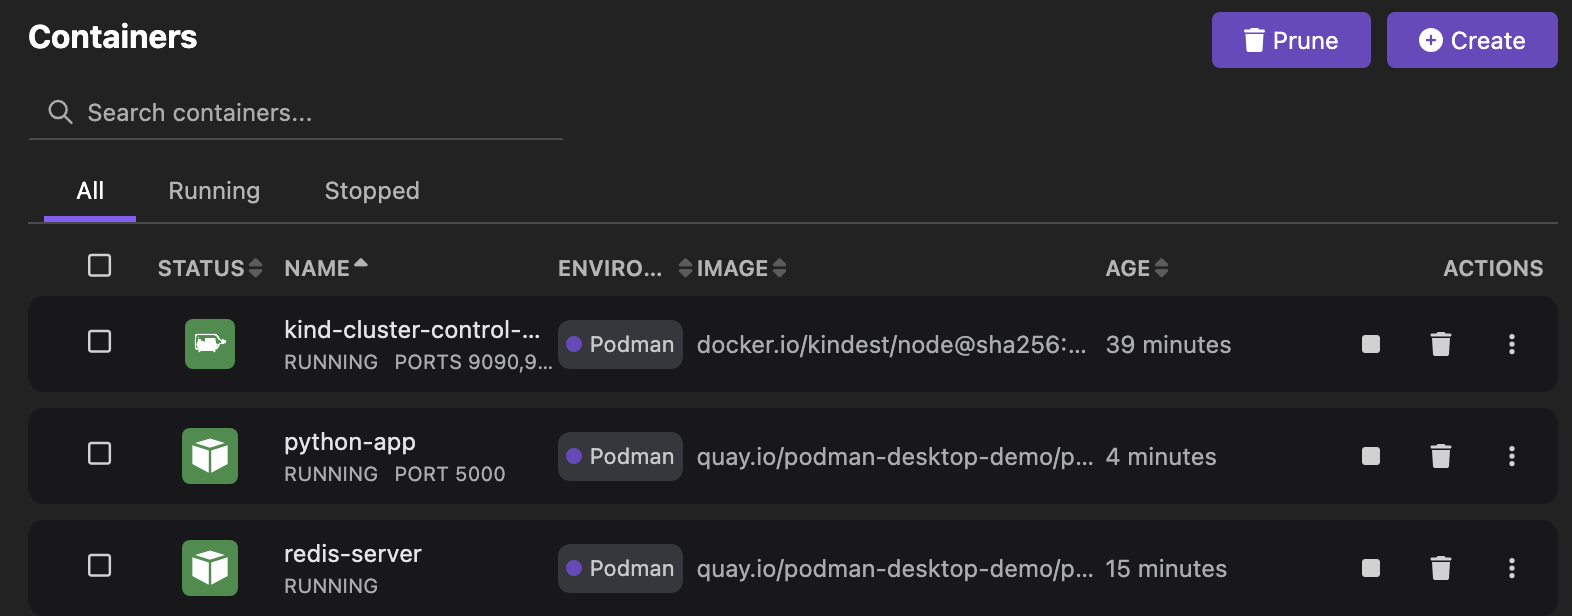 Containers
Prune
Create
Search containers...
All Running Stopped
STATUS NAME ENVIRO... IMAGE AGE ACTIONS
kind-cluster-control-...
RUNNING PORTS 9090,9...
Podman docker.io/kindest/node@sha256:... 39 minutes
python-app
RUNNING PORT 5000
Podman quay.io/podman-desktop-demo/p... 4 minutes
redis-server
RUNNING
Podman quay.io/podman-desktop-demo/p... 15 minutes